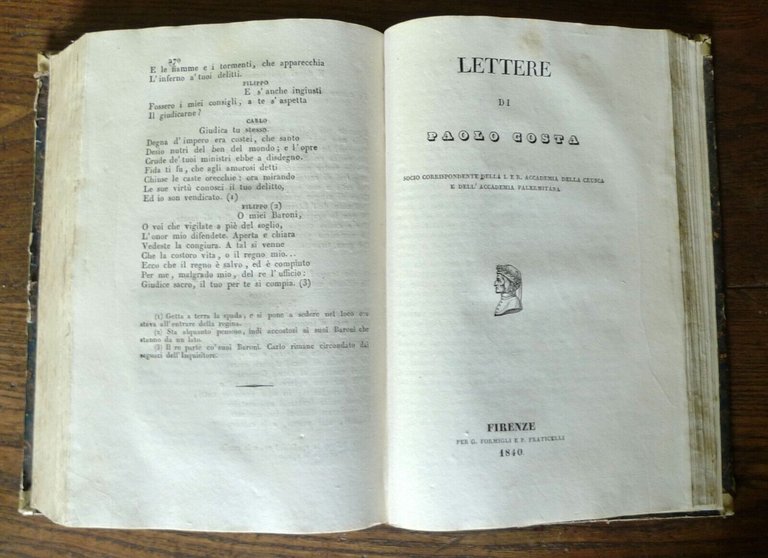 270
E le fiamme e i tormenti, che apparecchia
L'inferno a' tuoi delitti.
FILIPPO
E s' anche ingiusti
Fossero i miei consigli, a te s' aspetta
Il giudicarne?
CARLO
Giudica tu stesso.
Degna d' impero era costei, che santo
Desio nutrì del ben del mondo; e l'opre
Crude de' tuoi ministri ebbe a disdegno.
Fida ti fu, che agli amorosi detti
Chiuse le caste orecchie: ora mirando
Le sue virtù conosci il tuo delitto,
Ed io son vendicato. (1)
FILIPPO (2)
O miei Baroni,
O voi che vigilate a piè del soglio,
L'onor mio difendete. Aperta e chiara
Vedeste la congiura. A tal si venne
Che la costoro vita, o il regno mio...
Ecco che il regno è salvo, ed è compiuto
Per me, malgrado mio, del re l'ufficio:
Giudice sacro, il tuo per te si compia. (3)
(1) Getta a terra la spada, e si pone a sedere nel loco ove
stava all'entrare della regina.
(2) Sta alquanto pensoso, indi accostasi ai suoi Baroni che
stanno da un lato.
(3) Il re parte co' suoi Baroni. Carlo rimane circondato dai
seguaci dell'Inquisitore.
LETTERE
DI
PAOLO COSTA
SOCIO CORRISPONDENTE DELLA I. E R. ACCADEMIA DELLA CRUSCA
E DELL' ACCADEMIA PALERMITANA
FIRENZE
PER G. FORMIGLI E P. FRATICELLI
1840